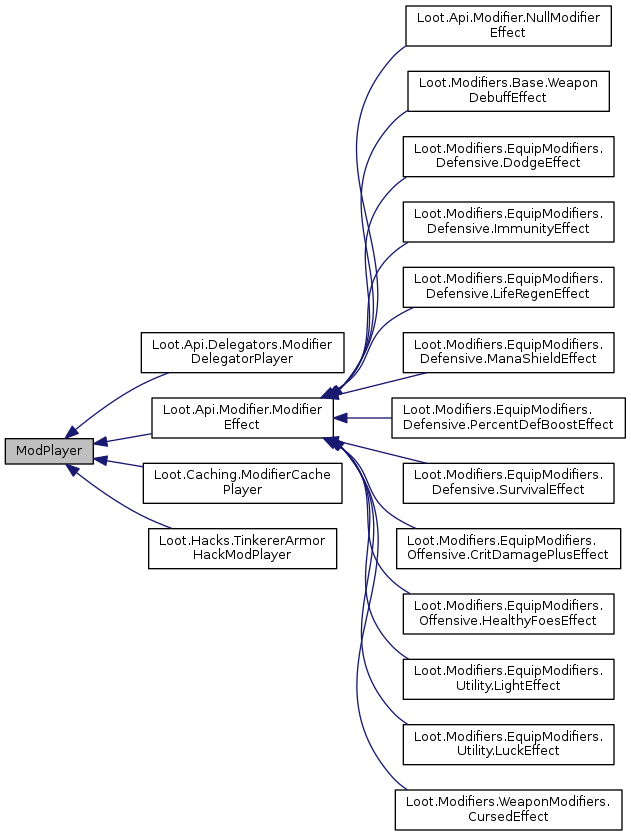 ModPlayer
Loot.Api.Delegators.Modifier
DelegatorPlayer
Loot.Api.Modifier.Modifier
Effect
Loot.Caching.ModifierCache
Player
Loot.Hacks.TinkererArmor
HackModPlayer
Loot.Api.Modifier.NullModifier
Effect
Loot.Modifiers.Base.Weapon
DebuffEffect
Loot.Modifiers.EquipModifiers.
Defensive.DodgeEffect
Loot.Modifiers.EquipModifiers.
Defensive.ImmunityEffect
Loot.Modifiers.EquipModifiers.
Defensive.LifeRegenEffect
Loot.Modifiers.EquipModifiers.
Defensive.ManaShieldEffect
Loot.Modifiers.EquipModifiers.
Defensive.PercentDefBoostEffect
Loot.Modifiers.EquipModifiers.
Defensive.SurvivalEffect
Loot.Modifiers.EquipModifiers.
Offensive.CritDamagePlusEffect
Loot.Modifiers.EquipModifiers.
Offensive.HealthyFoesEffect
Loot.Modifiers.EquipModifiers.
Utility.LightEffect
Loot.Modifiers.EquipModifiers.
Utility.LuckEffect
Loot.Modifiers.WeaponModifiers.
CursedEffect